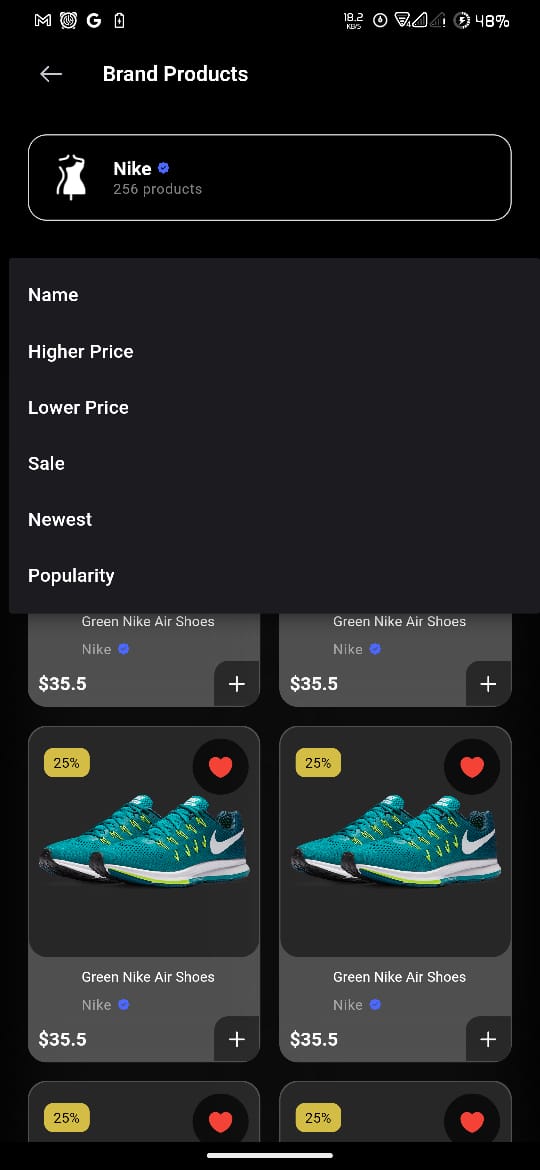 18.2
KB/S
48%
Brand Products
Nike
256 products
Name
Higher Price
Lower Price
Sale
Newest
Popularity
Green Nike Air Shoes Green Nike Air Shoes
Nike Nike
$35.5 + $35.5 +
25% 25%
Green Nike Air Shoes Green Nike Air Shoes
Nike Nike
$35.5 + $35.5 +
25% 25%